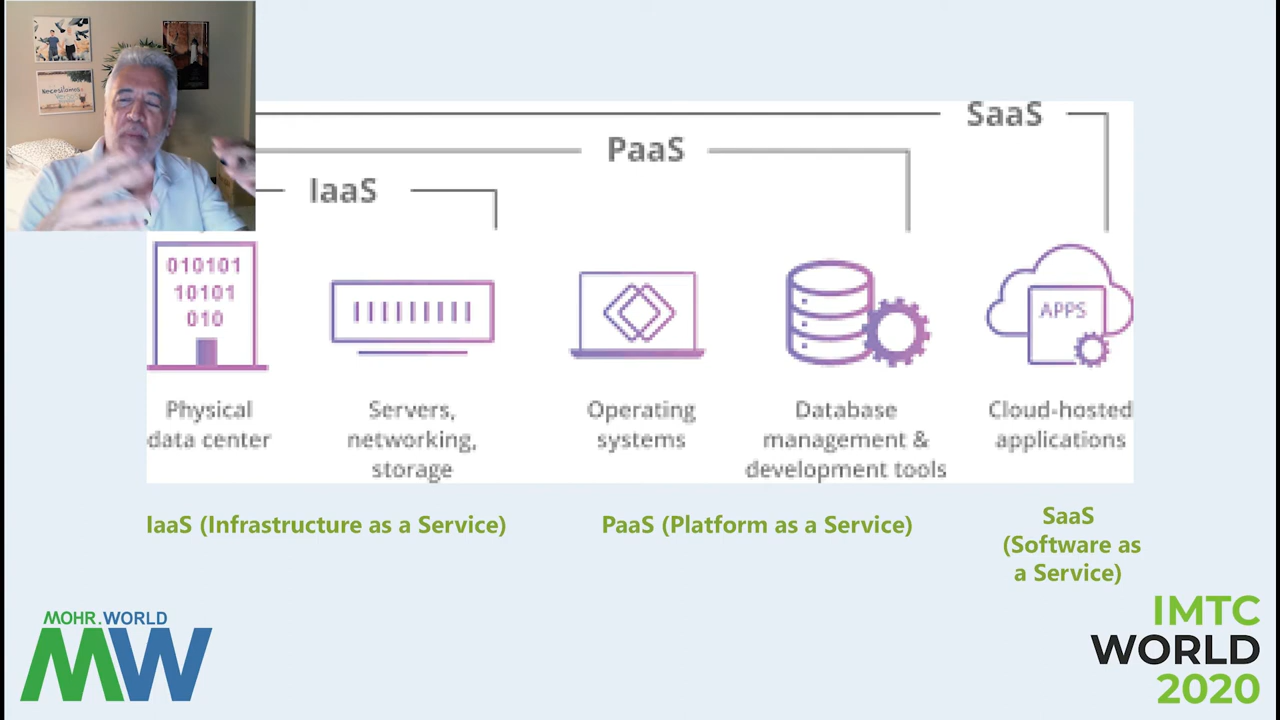 Necesitamos
SaaS
PaaS
IaaS
010101
10101
010
APPS
Physical
data center
Servers,
networking,
storage
Operating
systems
Database
management &
development tools
Cloud-hosted
applications
IaaS (Infrastructure as a Service)
PaaS (Platform as a Service)
SaaS
(Software as
a Service)
MOHR.WORLD
MW
IMTC
WORLD
2020